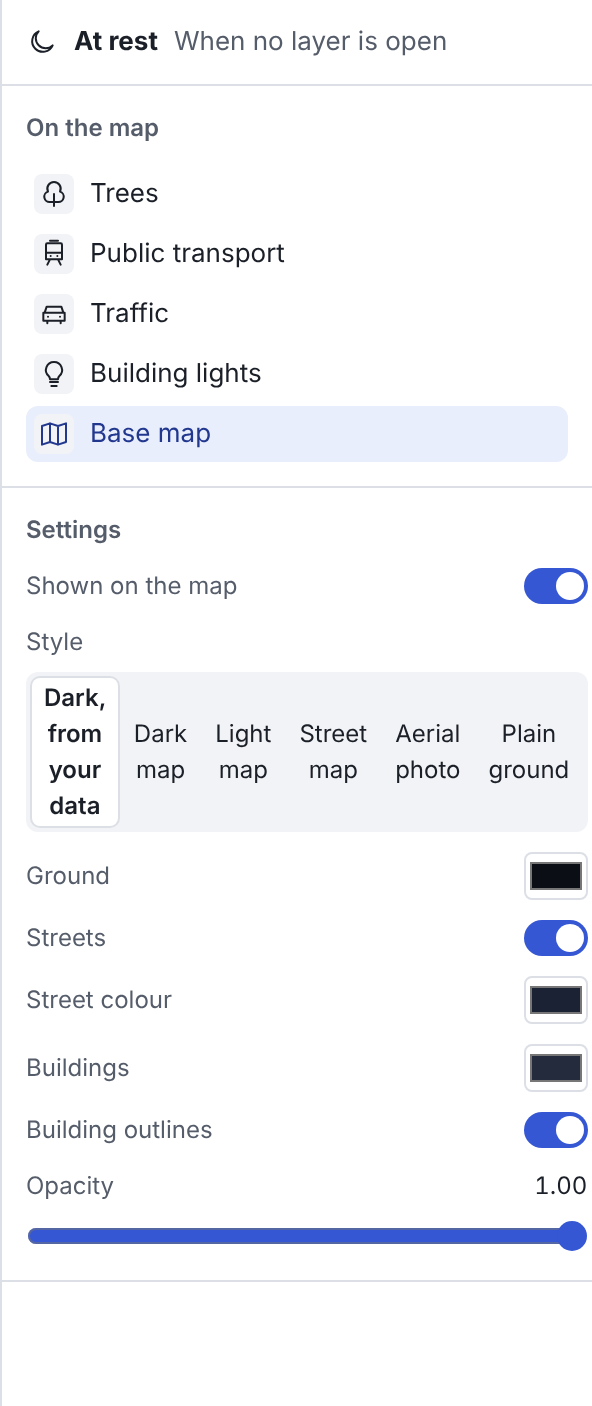 At rest When no layer is open
On the map
Trees
Public transport
Traffic
Building lights
Base map
Settings
Shown on the map
Style
Dark,
from
your
data
Dark
map
Light
map
Street
map
Aerial
photo
Plain
ground
Ground
Streets
Street colour
Buildings
Building outlines
Opacity 1.00